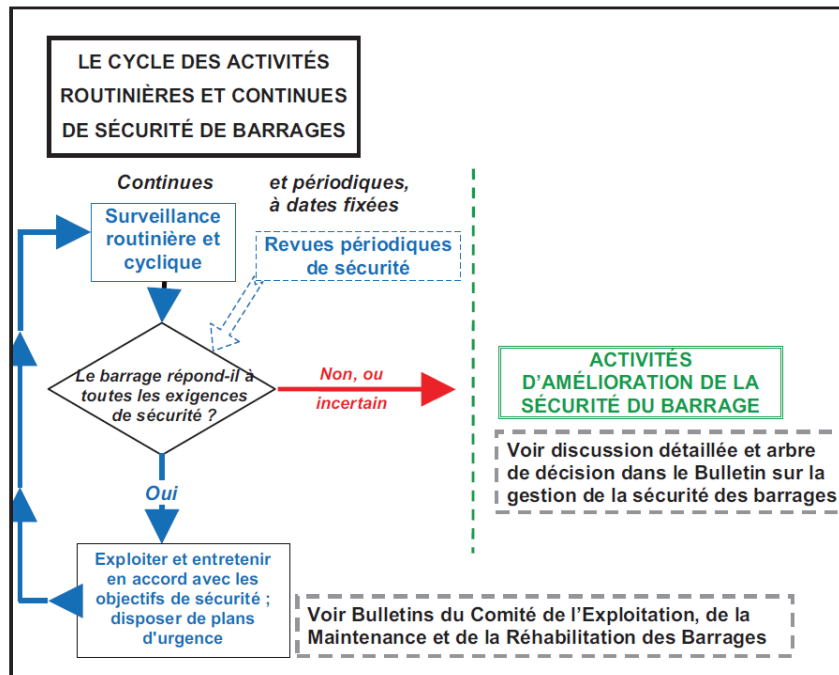 LE CYCLE DES ACTIVITÉS
ROUTINIÈRES ET CONTINUES
DE SÉCURITÉ DE BARRAGES
Continues
et périodiques,
à dates fixées
Surveillance
routinière et
cyclique
Revues périodiques
de sécurité
Le barrage répond-il à
toutes les exigences
de sécurité ?
Non, ou
incertain
ACTIVITÉS
D'AMÉLIORATION DE LA
SÉCURITÉ DU BARRAGE
Voir discussion détaillée et arbre
de décision dans le Bulletin sur la
gestion de la sécurité des barrages
Oui
Exploiter et entretenir
en accord avec les
objectifs de sécurité ;
disposer de plans
d'urgence
Voir Bulletins du Comité de l'Exploitation, de la
Maintenance et de la Réhabilitation des Barrages